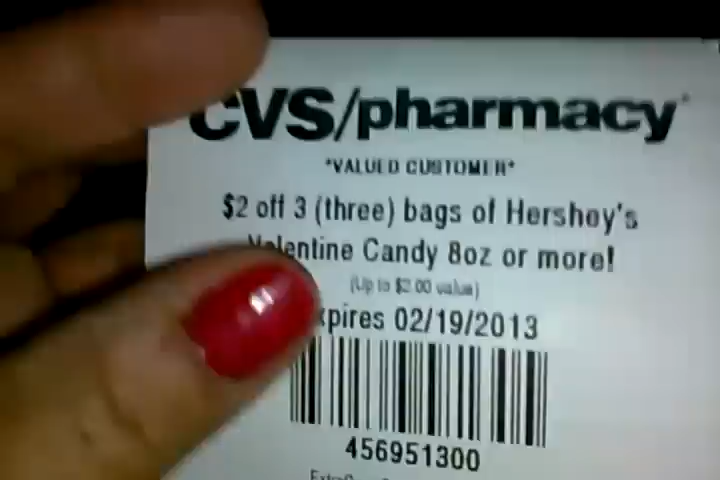 CVS/pharmacy
*VALUED CUSTOMER*
$2 off 3 (three) bags of Hershey's
Valentine Candy 8oz or more!
(Up to $2.00 value)
xpires 02/19/2013
456951300